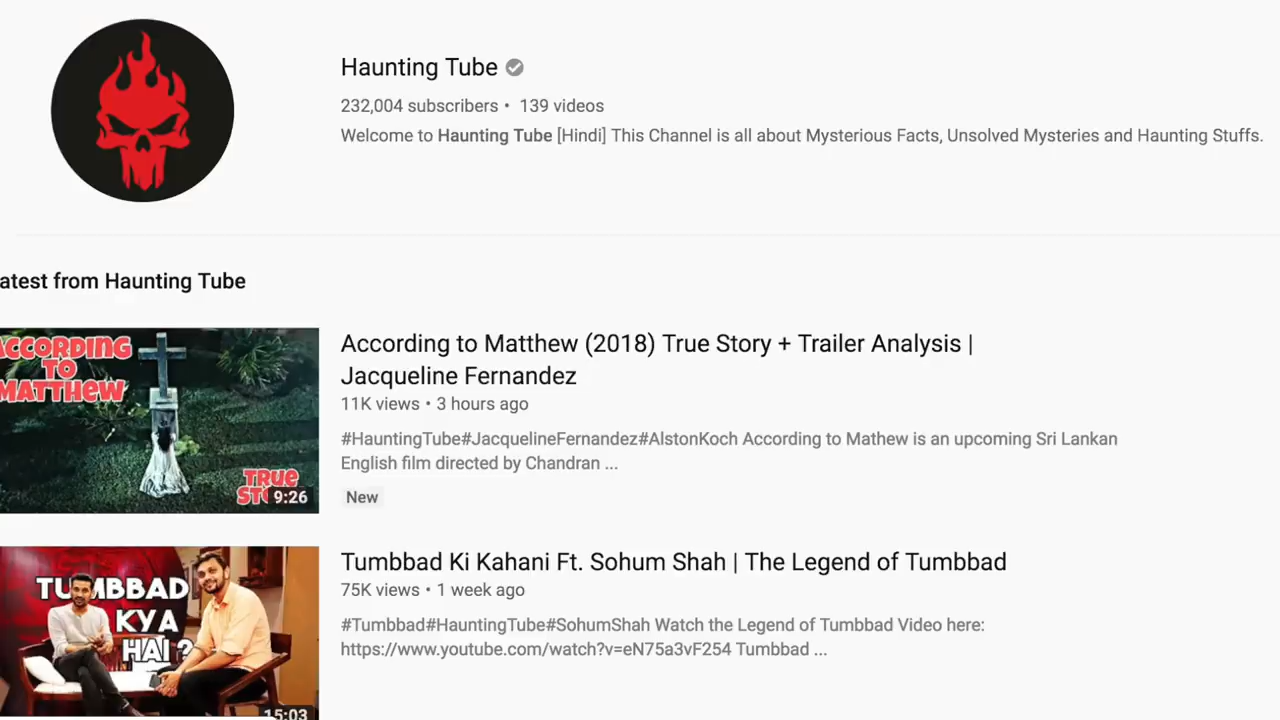 Haunting Tube
232,004 subscribers • 139 videos
Welcome to Haunting Tube [Hindi] This Channel is all about Mysterious Facts, Unsolved Mysteries and Haunting Stuffs.
atest from Haunting Tube
ACCORDING
TO
MATTHEW
TRUE
9:26
According to Matthew (2018) True Story + Trailer Analysis |
Jacqueline Fernandez
11K views • 3 hours ago
#HauntingTube#JacquelineFernandez#AlstonKoch According to Mathew is an upcoming Sri Lankan
English film directed by Chandran ...
New
TUMBBAD
KYA
HAI ?
15:03
Tumbbad Ki Kahani Ft. Sohum Shah | The Legend of Tumbbad
75K views • 1 week ago
#Tumbbad#HauntingTube#SohumShah Watch the Legend of Tumbbad Video here:
https://www.youtube.com/watch?v=eN75a3vF254 Tumbbad ...